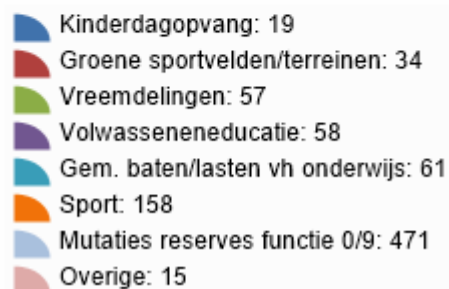 Kinderdagopvang: 19
Groene sportvelden/terreinen: 34
Vreemdelingen: 57
Volwasseneneducatie: 58
Gem. baten/lasten vh onderwijs: 61
Sport: 158
Mutaties reserves functie 0/9: 471
Overige: 15